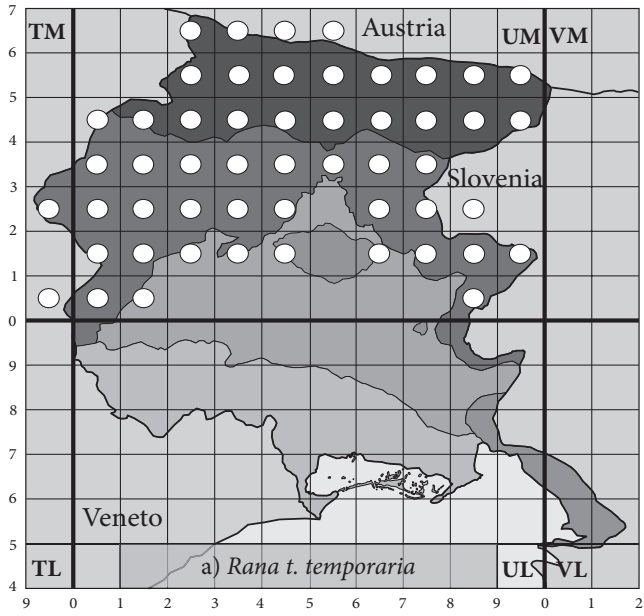 7
TM
Austria
UM
VM
6
5
4
3
Slovenia
2
1
0
9
8
7
6
Veneto
5
TL
a) Rana t. temporaria
UL
VL
4
9 0 1 2 3 4 5 6 7 8 9 0 1 2